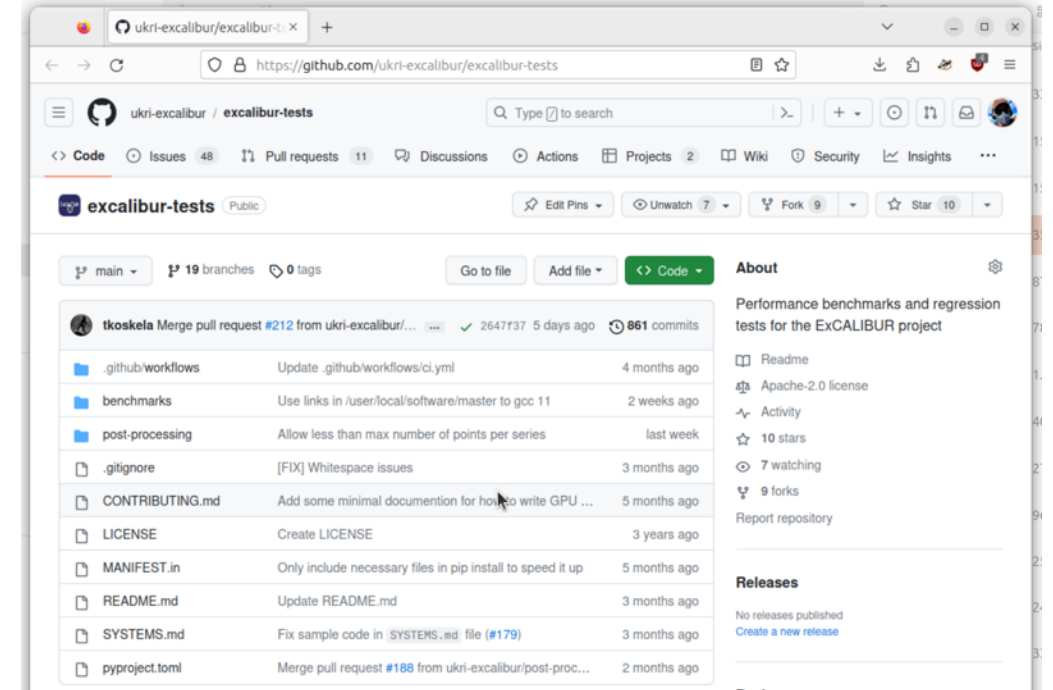 ukri-excalibur/excalibur-t
https://github.com/ukri-excalibur/excalibur-tests
ukri-excalibur / excalibur-tests
Type / to search
Code
Issues 48
Pull requests 11
Discussions
Actions
Projects 2
Wiki
Security
Insights
excalibur-tests Public
Edit Pins
Unwatch 7
Fork 9
Star 10
main
19 branches
0 tags
Go to file
Add file
<> Code
About
Performance benchmarks and regression
tests for the ExCALIBUR project
Readme
Apache-2.0 license
Activity
10 stars
7 watching
9 forks
Report repository
Releases
No releases published
Create a new release
tkoskela Merge pull request #212 from ukri-excalibur/... ... 2647f37 5 days ago 861 commits
.github/workflows Update .github/workflows/ci.yml 4 months ago
benchmarks Use links in /user/local/software/master to gcc 11 2 weeks ago
post-processing Allow less than max number of points per series last week
.gitignore [FIX] Whitespace issues 3 months ago
CONTRIBUTING.md Add some minimal documention for how to write GPU ... 5 months ago
LICENSE Create LICENSE 3 years ago
MANIFEST.in Only include necessary files in pip install to speed it up 5 months ago
README.md Update README.md 3 months ago
SYSTEMS.md Fix sample code in SYSTEMS.md file (#179) 3 months ago
pyproject.toml Merge pull request #188 from ukri-excalibur/post-proc... 2 months ago